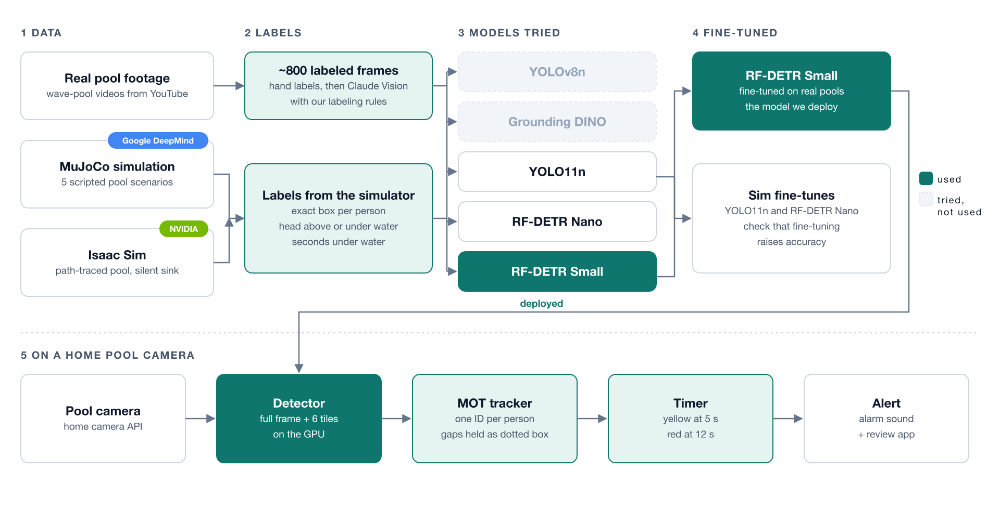 1 DATA
Real pool footage
wave-pool videos from YouTube
Google DeepMind
MuJoCo simulation
5 scripted pool scenarios
NVIDIA
Isaac Sim
path-traced pool, silent sink
2 LABELS
~800 labeled frames
hand labels, then Claude Vision
with our labeling rules
Labels from the simulator
exact box per person
head above or under water
seconds under water
3 MODELS TRIED
YOLOv8n
Grounding DINO
YOLO11n
RF-DETR Nano
RF-DETR Small
deployed
4 FINE-TUNED
RF-DETR Small
fine-tuned on real pools
the model we deploy
Sim fine-tunes
YOLO11n and RF-DETR Nano
check that fine-tuning
raises accuracy
used
tried,
not used
5 ON A HOME POOL CAMERA
Pool camera
home camera API
Detector
full frame + 6 tiles
on the GPU
MOT tracker
one ID per person
gaps held as dotted box
Timer
yellow at 5 s
red at 12 s
Alert
alarm sound
+ review app